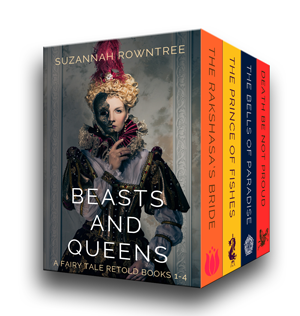 SUZANNAH ROWNTREE
BEASTS
AND
QUEENS
A FAIRY TALE RETOLD BOOKS 1-4
THE RAKSHASA'S BRIDE
THE PRINCE OF FISHES
THE BELLS OF PARADISE
DEATH BE NOT PROUD